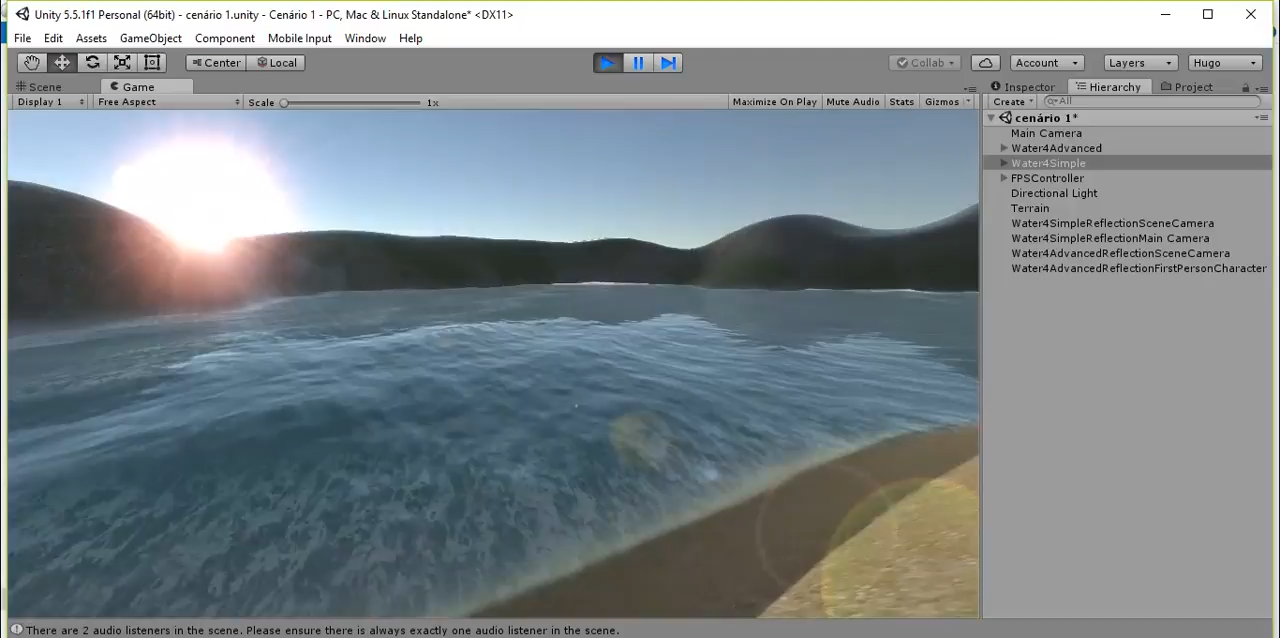 Unity 5.5.1f1 Personal (64bit) - cenário 1.unity - Cenário 1 - PC, Mac & Linux Standalone* <DX11>
File Edit Assets GameObject Component Mobile Input Window Help
Center Local Collab Account Layers Hugo
Scene Game Inspector Hierarchy Project
Display 1 Free Aspect Scale 1x Maximize On Play Mute Audio Stats Gizmos Create All
cenário 1*
Main Camera
Water4Advanced
Water4Simple
FPSController
Directional Light
Terrain
Water4SimpleReflectionSceneCamera
Water4SimpleReflectionMain Camera
Water4AdvancedReflectionSceneCamera
Water4AdvancedReflectionFirstPersonCharacter
There are 2 audio listeners in the scene. Please ensure there is always exactly one audio listener in the scene.